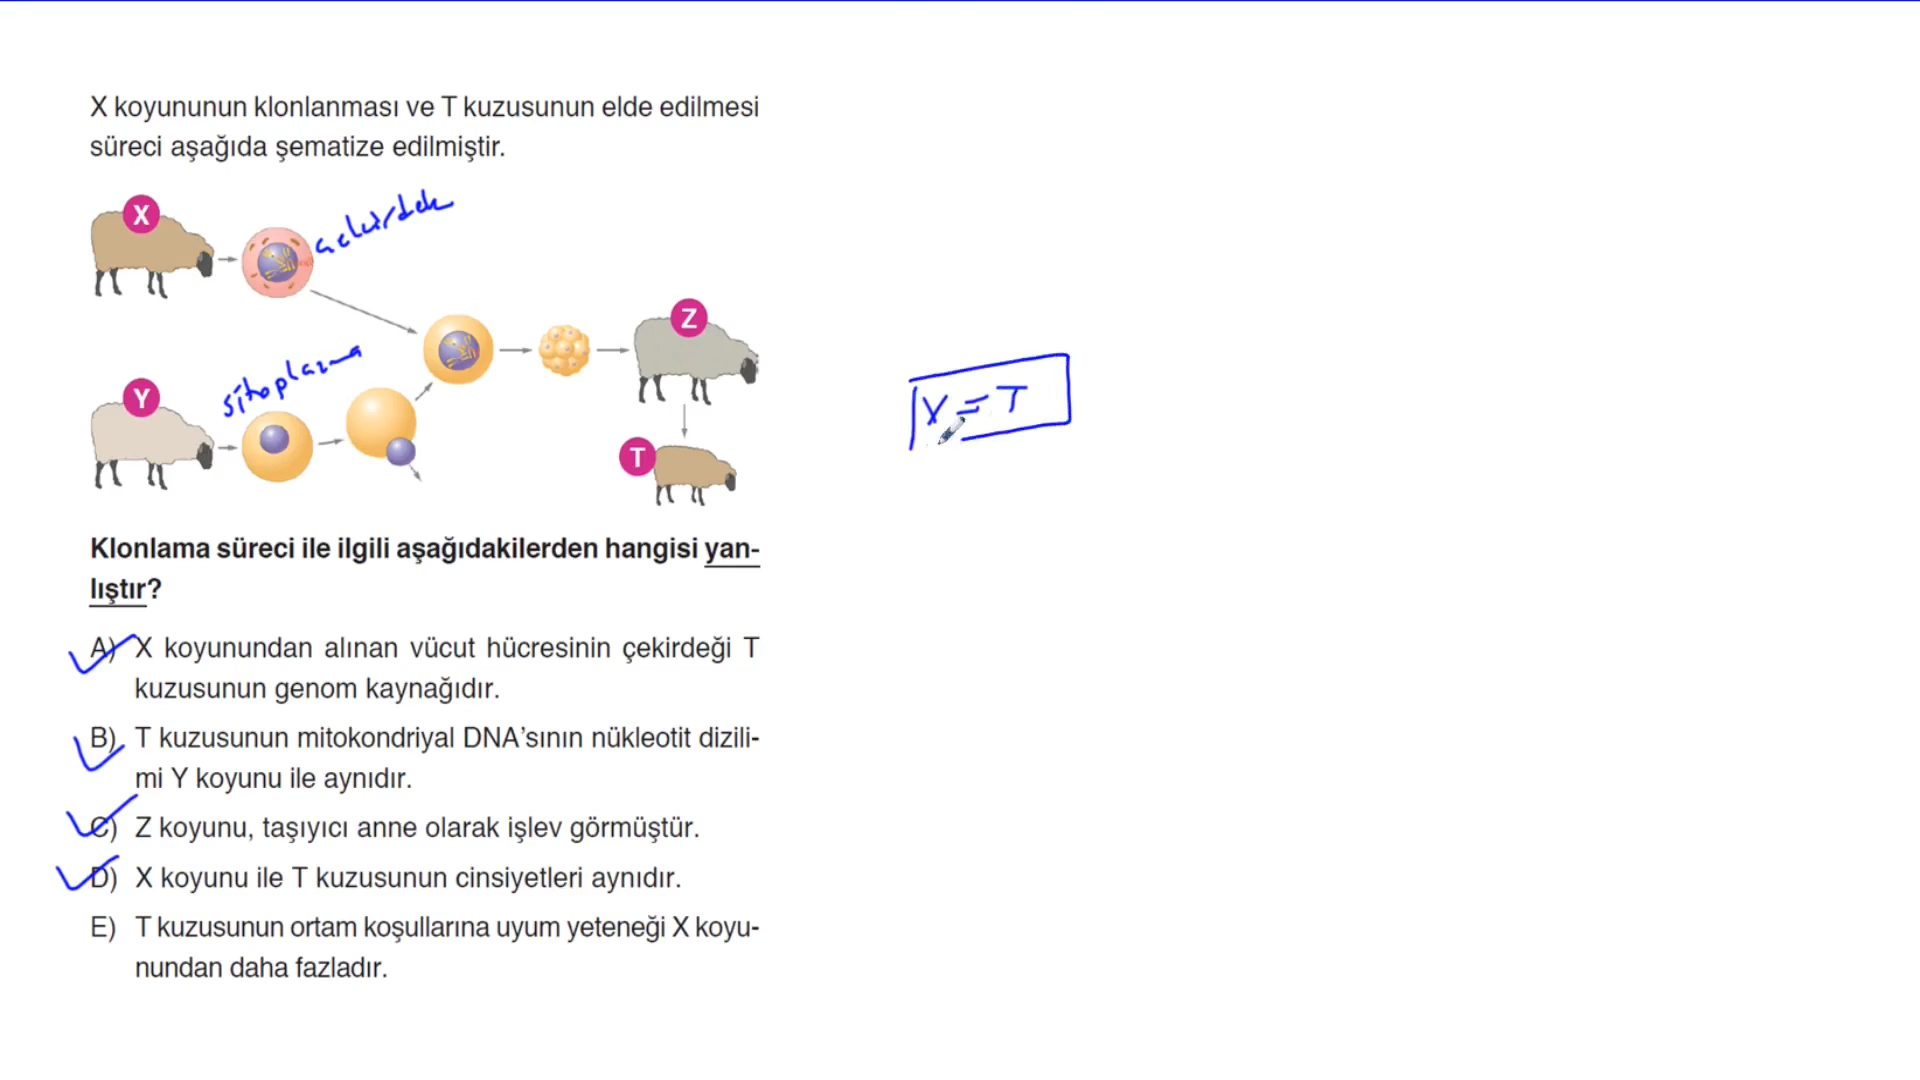 X koyununun klonlanması ve T kuzusunun elde edilmesi
süreci aşağıda şematize edilmiştir.
X
çekirdek
Z
sitoplazma
Y
X = T
T
Klonlama süreci ile ilgili aşağıdakilerden hangisi yan-
lıştır?
A) X koyunundan alınan vücut hücresinin çekirdeği T
kuzusunun genom kaynağıdır.
B) T kuzusunun mitokondriyal DNA’sının nükleotit dizili-
mi Y koyunu ile aynıdır.
C) Z koyunu, taşıyıcı anne olarak işlev görmüştür.
D) X koyunu ile T kuzusunun cinsiyetleri aynıdır.
E) T kuzusunun ortam koşullarına uyum yeteneği X koyu-
nundan daha fazladır.